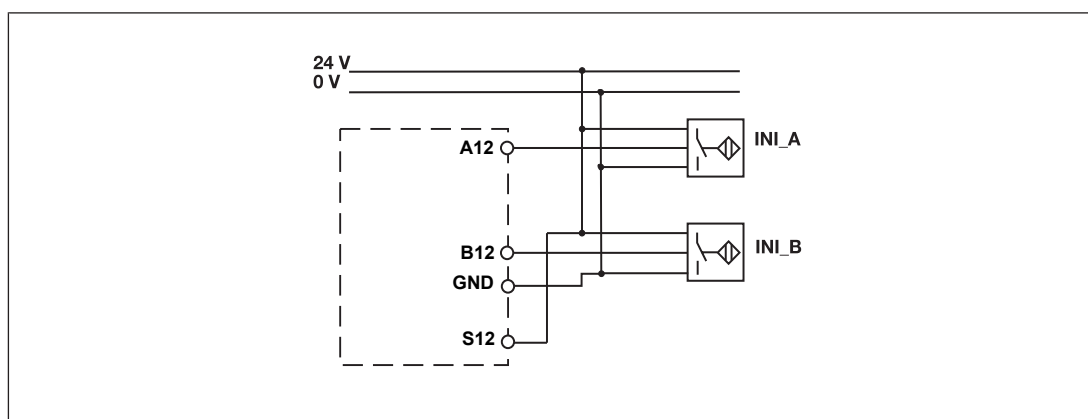 24 V
0 V
A12
INI_A
B12
INI_B
GND
S12